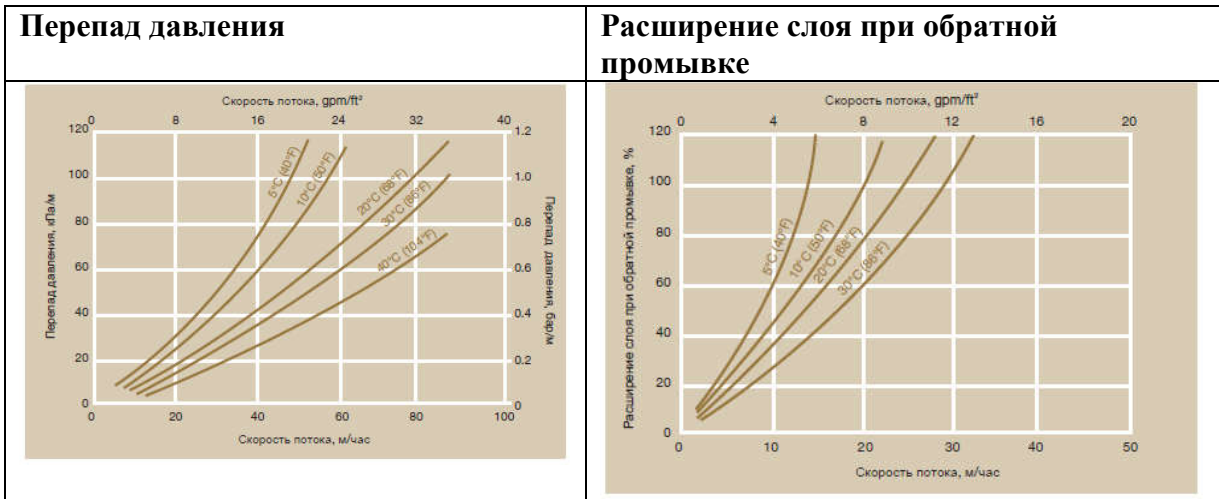 Перепад давления
Расширение слоя при обратной
промывке
Скорость потока, gpm/ft²
0 8 16 24 32 40
120 1.2
100 1.0
80 0.8
60 0.6
40 0.4
20 0.2
0 0
Перепад давления, кПа/м
Перепад давления, бар/м
5°C (40°F)
10°C (50°F)
20°C (68°F)
30°C (86°F)
40°C (104°F)
0 20 40 60 80 100
Скорость потока, м/час
Скорость потока, gpm/ft²
0 4 8 12 16 20
120
100
80
60
40
20
0
Расширение слоя при обратной промывке, %
5°C (40°F)
10°C (50°F)
20°C (68°F)
30°C (86°F)
0 10 20 30 40 50
Скорость потока, м/час